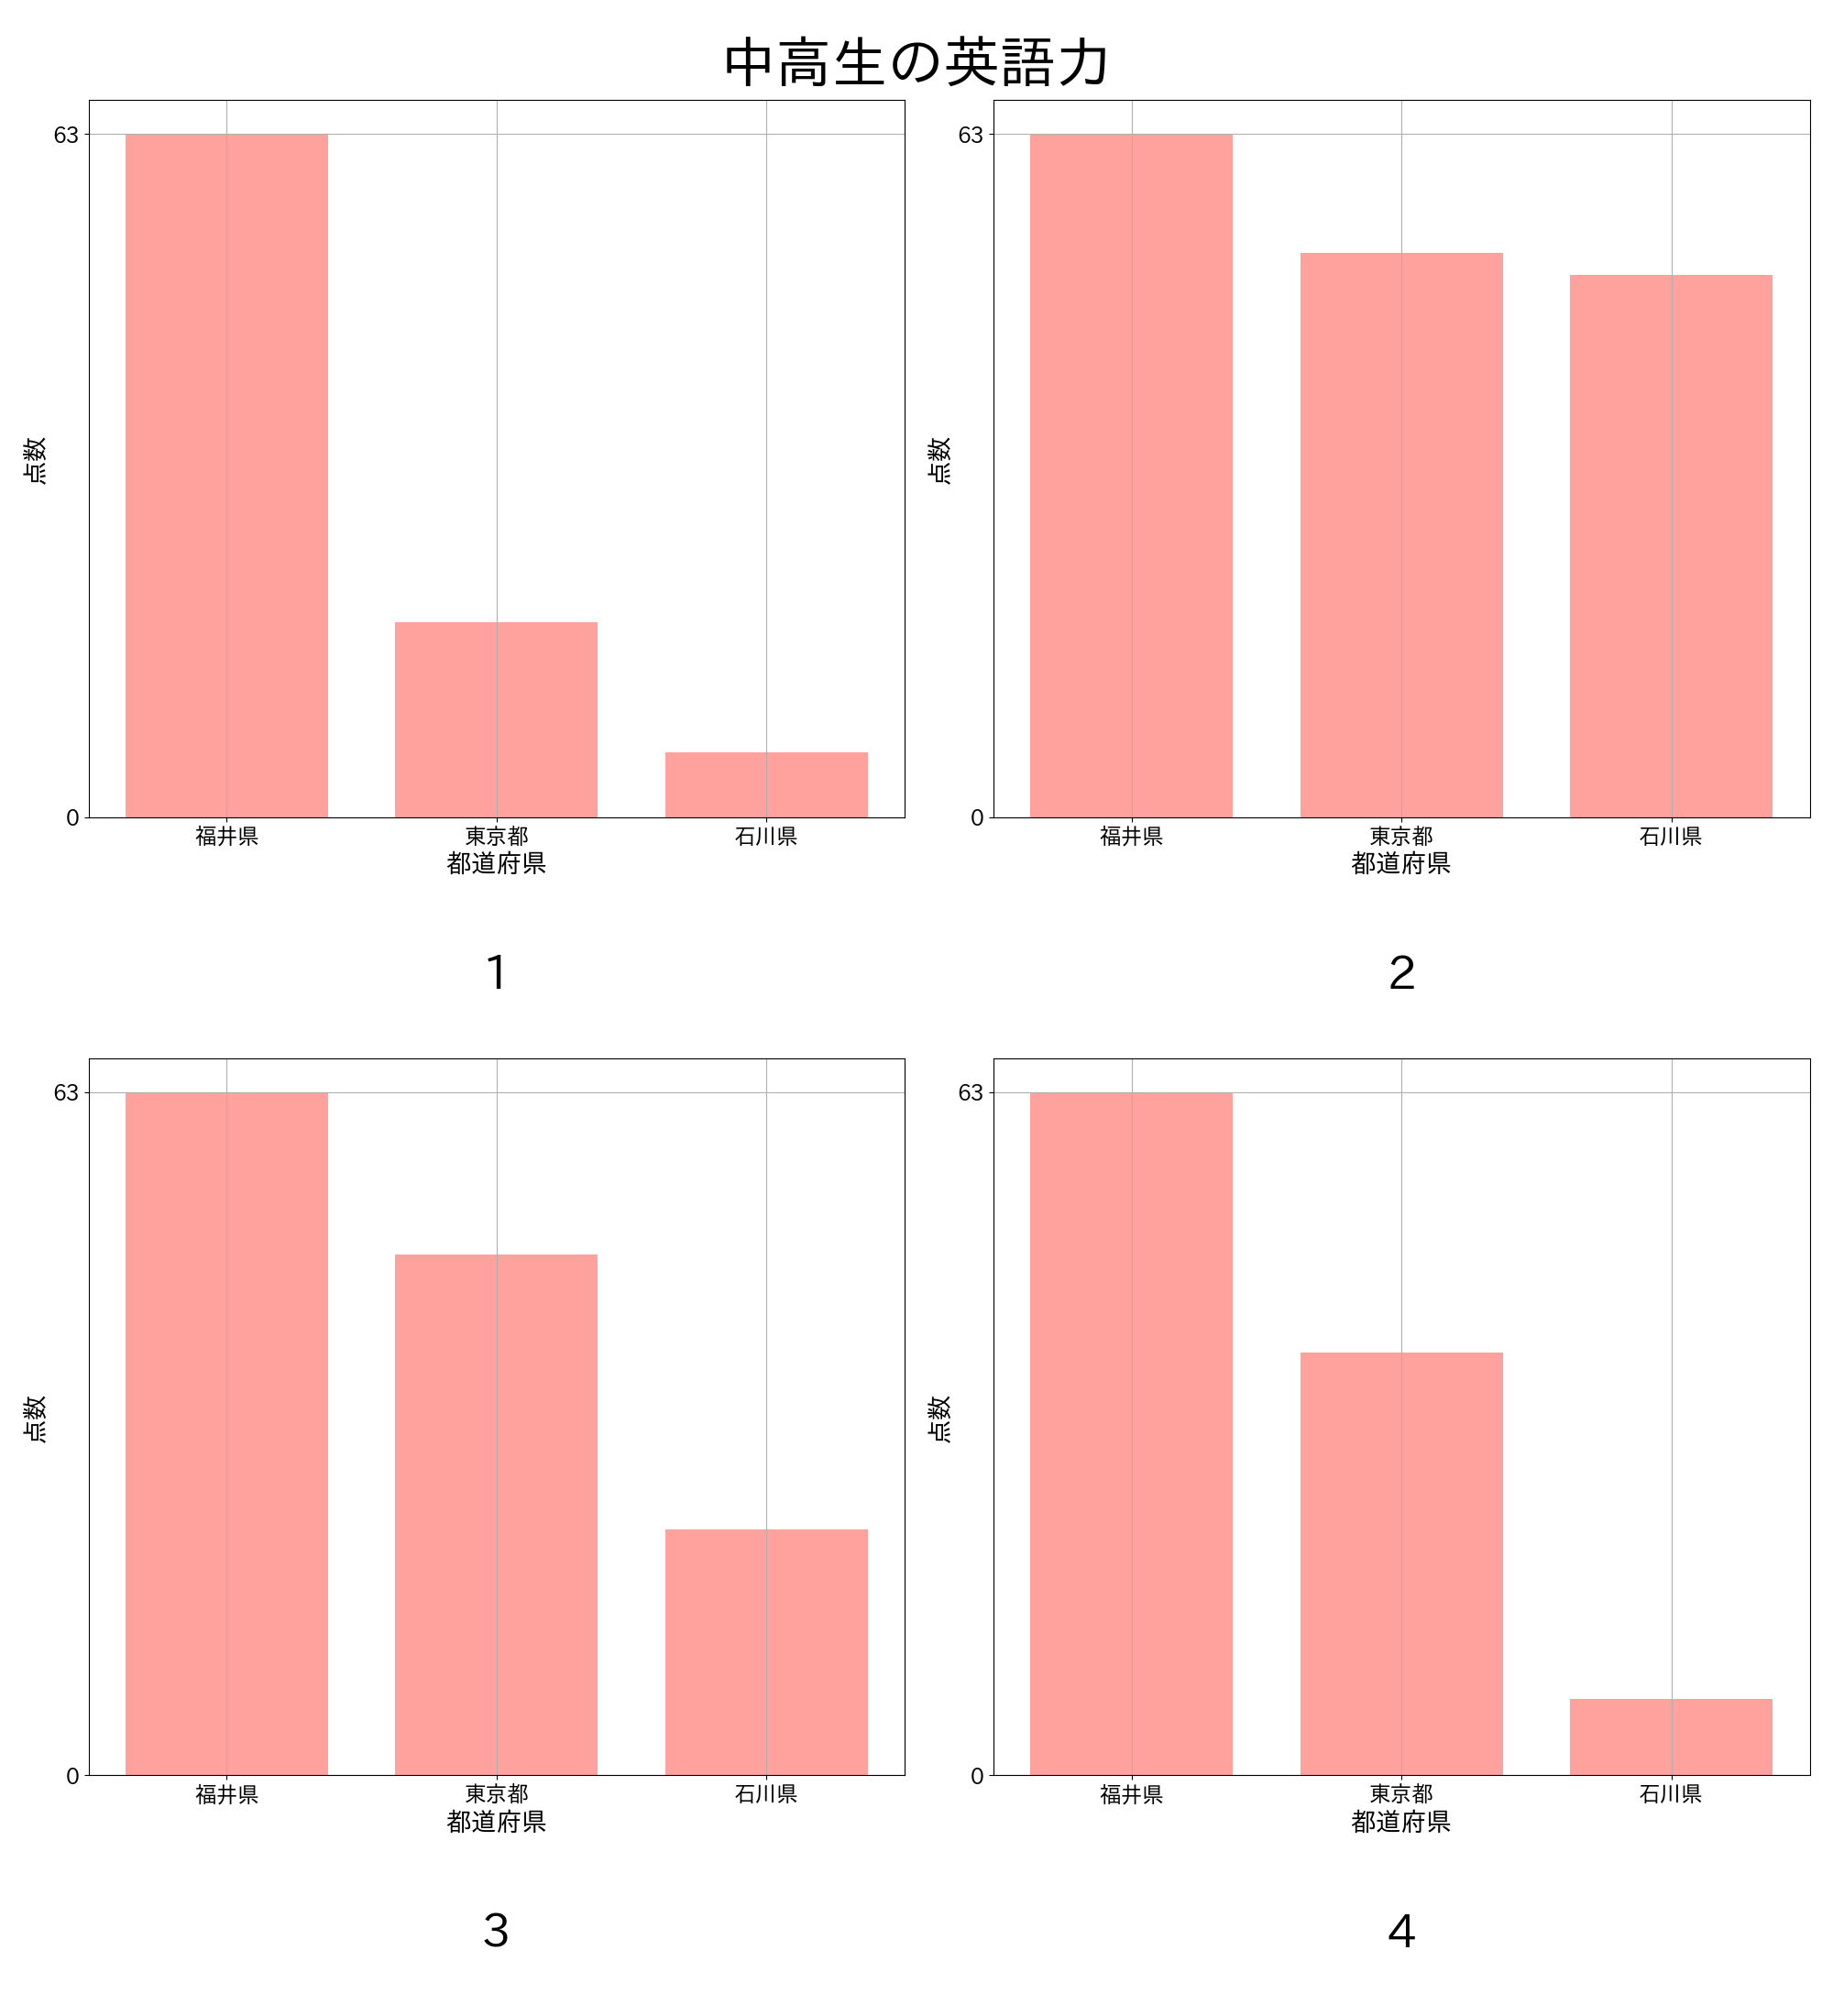 中高生の英語力
63
点数
0
福井県 東京都 石川県
都道府県
1
63
点数
0
福井県 東京都 石川県
都道府県
2
63
点数
0
福井県 東京都 石川県
都道府県
3
63
点数
0
福井県 東京都 石川県
都道府県
4